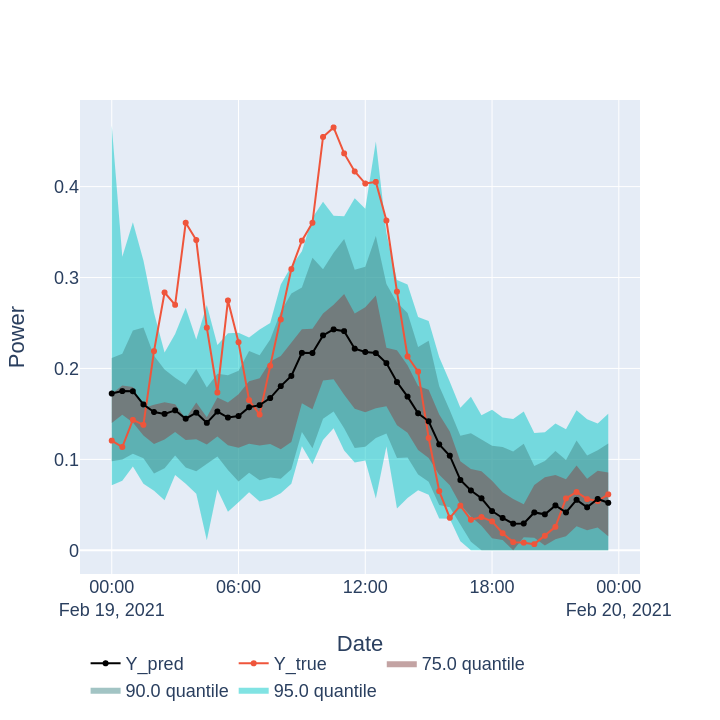 Power
0.4
0.3
0.2
0.1
0
00:00 06:00 12:00 18:00 00:00
Feb 19, 2021 Feb 20, 2021
Date
Y_pred Y_true 75.0 quantile
90.0 quantile 95.0 quantile